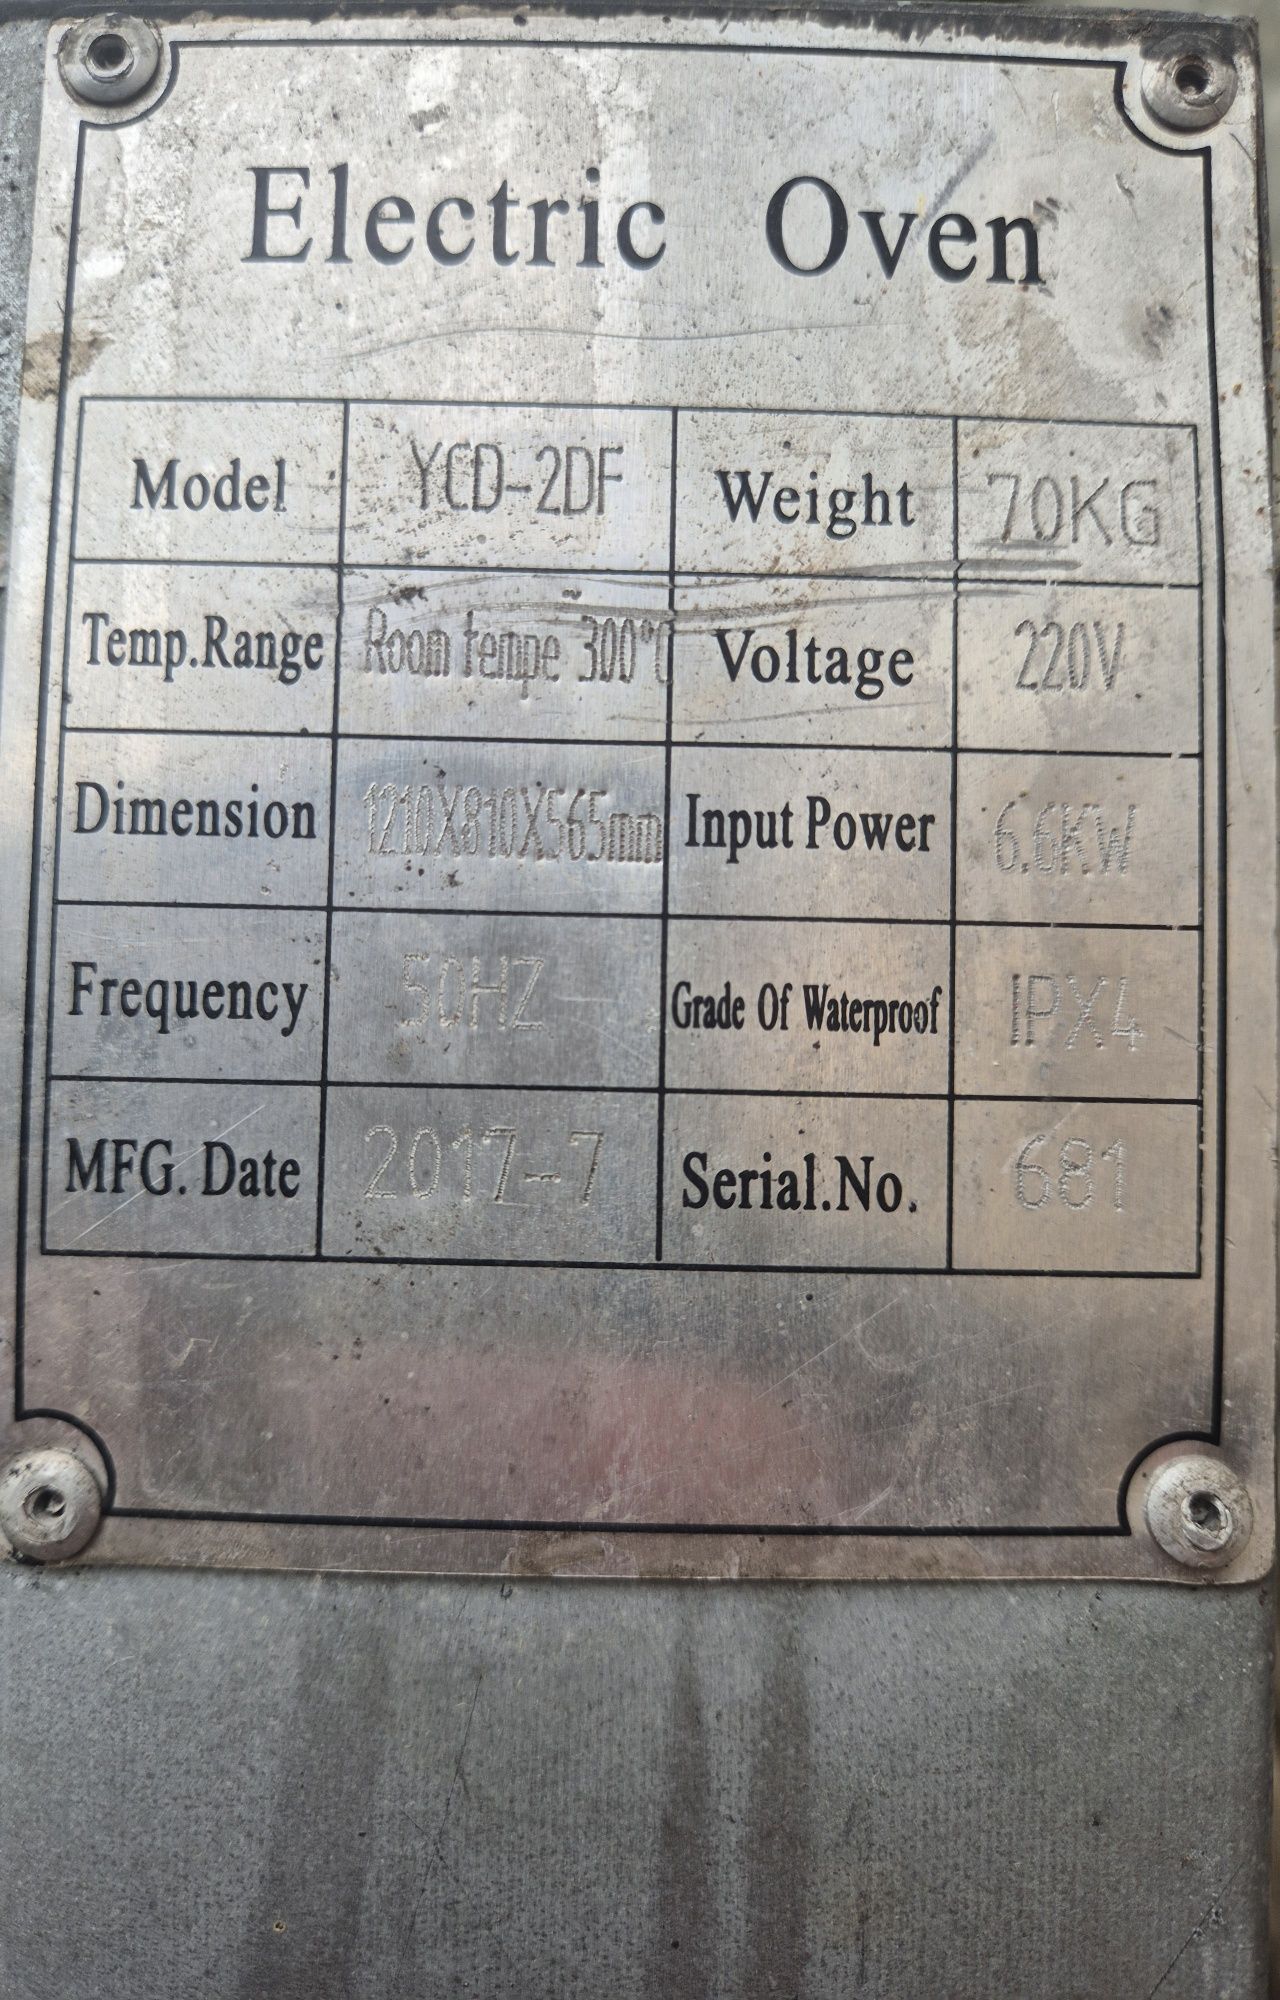 Electric Oven
Model YCD-2DF Weight 70KG
Temp.Range Room tempe 300°C Voltage 220V
Dimension 1210X810X565mm Input Power 6.6KW
Frequency 50HZ Grade Of Waterproof IPX4
MFG. Date 2017-7 Serial.No. 681